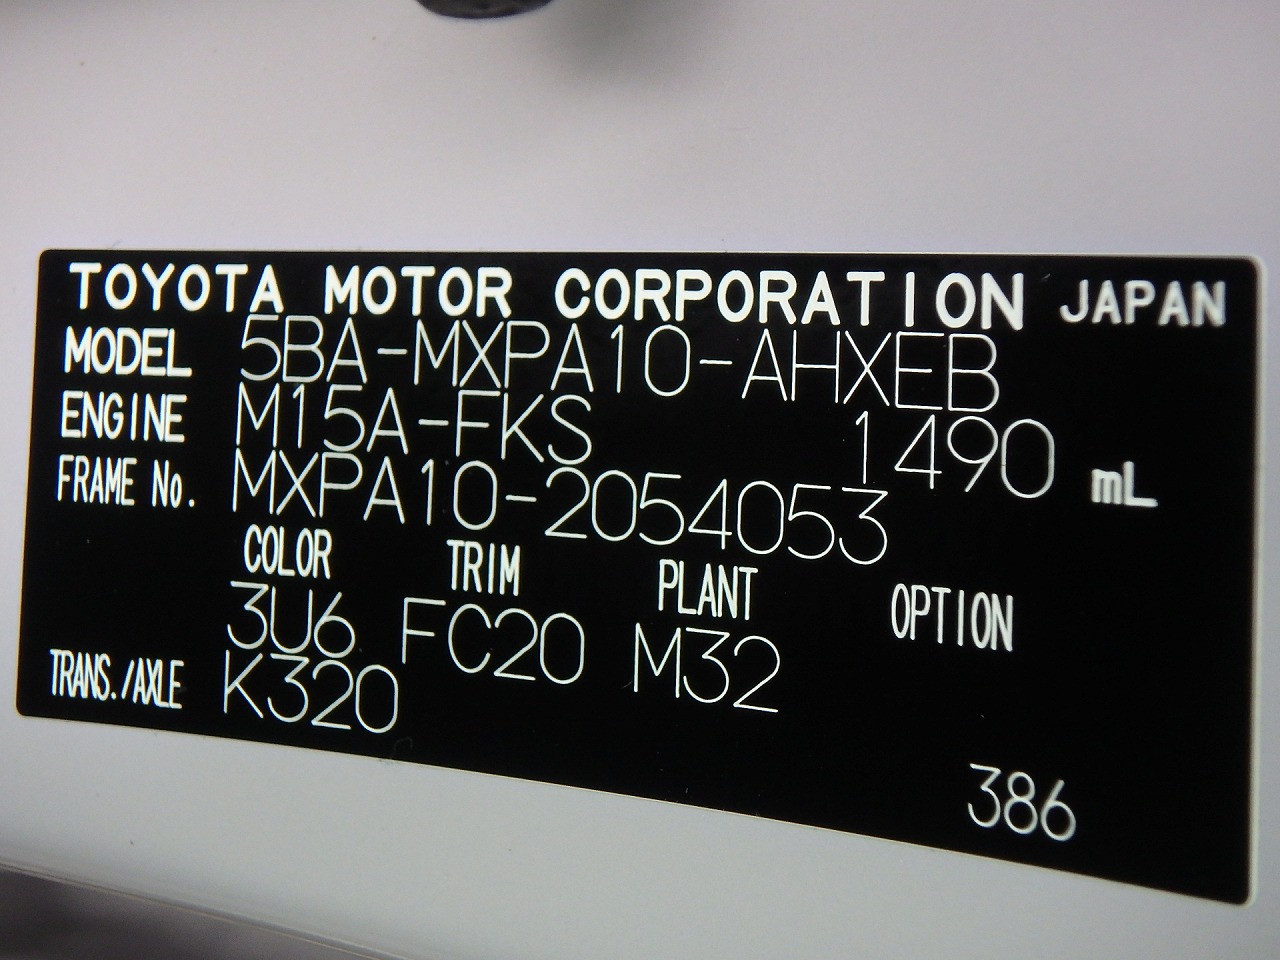 TOYOTA MOTOR CORPORATION JAPAN
MODEL 5BA-MXPA10-AHXEB
ENGINE M15A-FKS 1490 mL
FRAME No. MXPA10-2054053
COLOR TRIM PLANT OPTION
3U6 FC20 M32
TRANS./AXLE K320
386